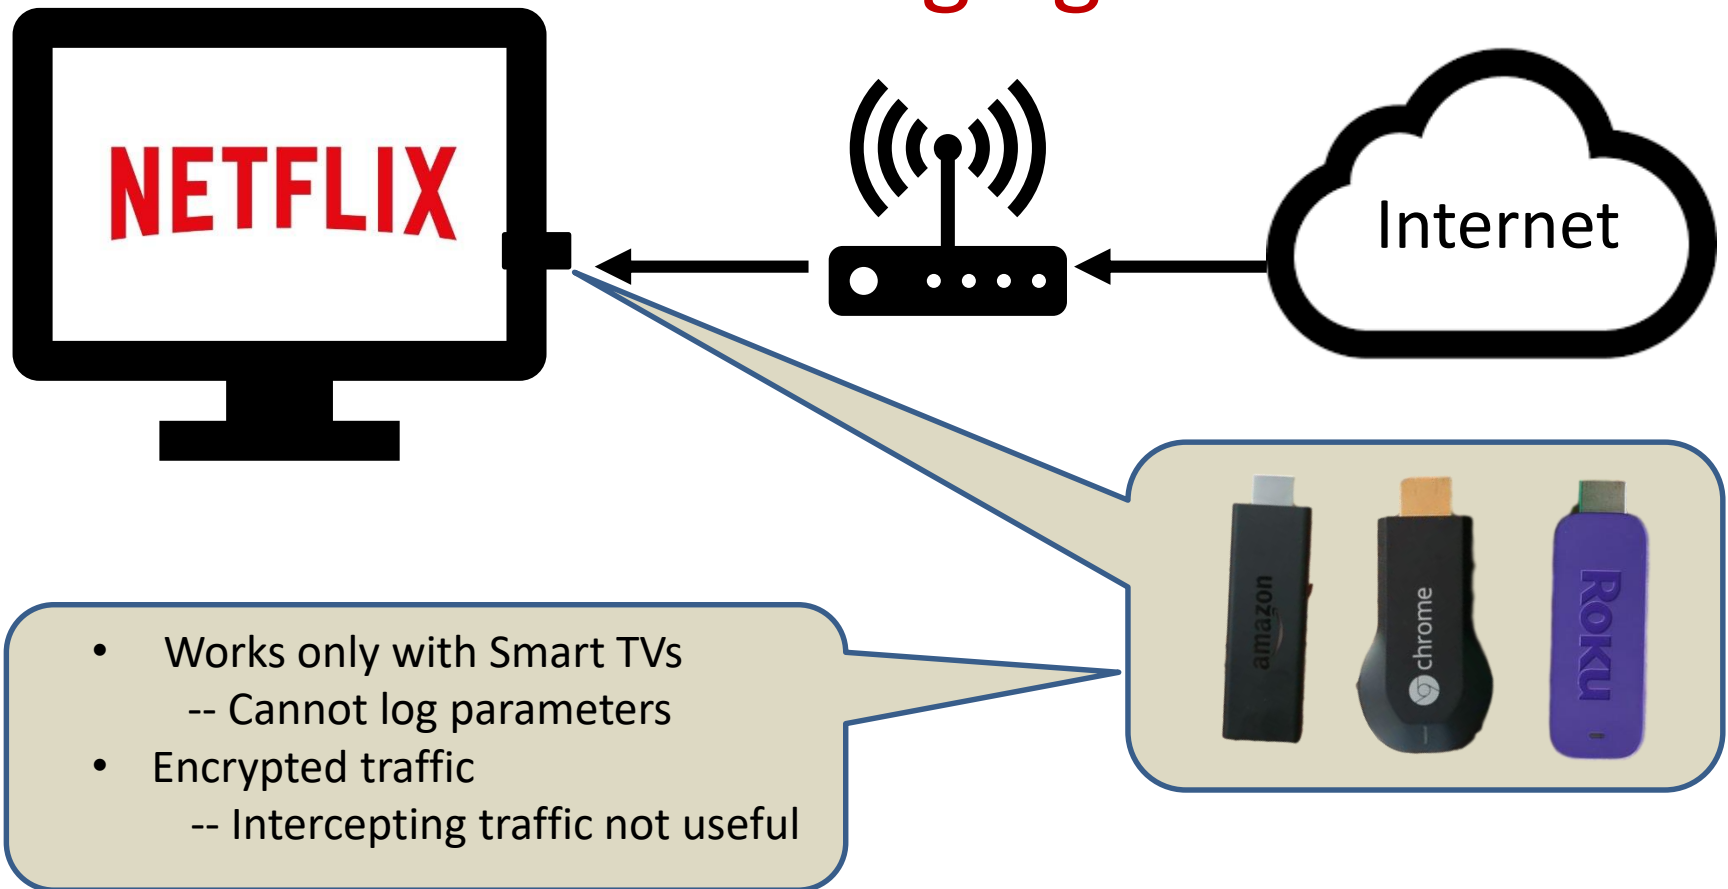 NETFLIX
Internet
amazon
chrome
ROKU
• Works only with Smart TVs
-- Cannot log parameters
• Encrypted traffic
-- Intercepting traffic not useful